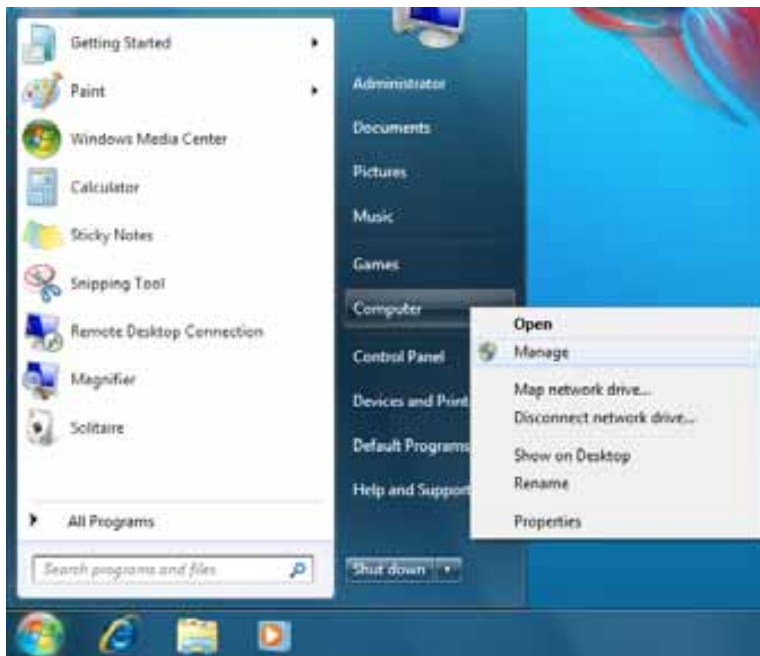 Getting Started
Paint
Windows Media Center
Calculator
Sticky Notes
Snipping Tool
Remote Desktop Connection
Magnifier
Solitaire
All Programs
Search programs and files
Administrator
Documents
Pictures
Music
Games
Computer
Control Panel
Devices and Print
Default Programs
Help and Support
Shut down
Open
Manage
Map network drive...
Disconnect network drive...
Show on Desktop
Rename
Properties